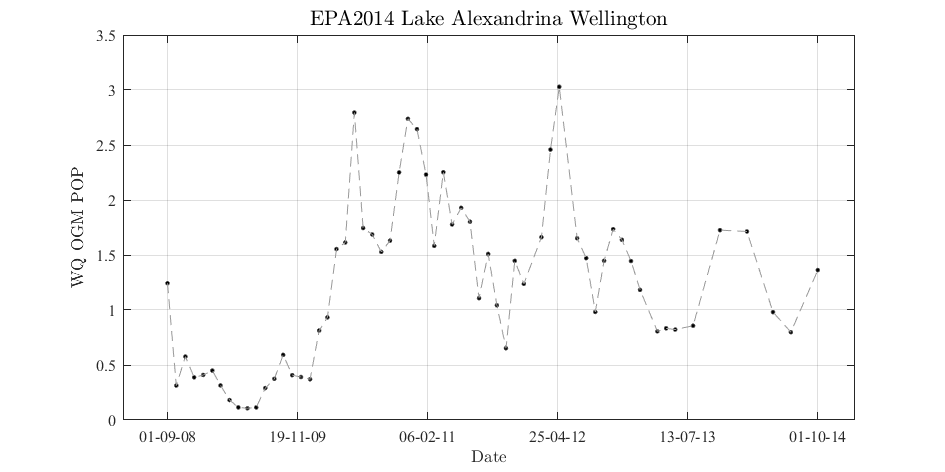 EPA2014 Lake Alexandrina Wellington
3.5
3
2.5
2
1.5
1
0.5
0
WQ OGM POP
01-09-08 19-11-09 06-02-11 25-04-12 13-07-13 01-10-14
Date